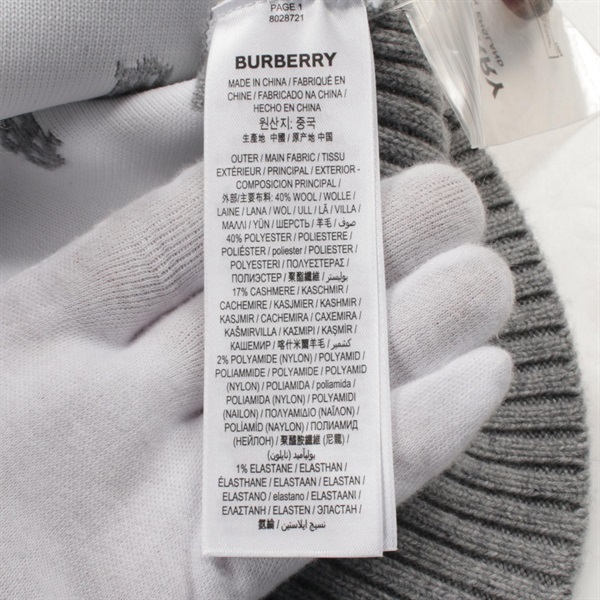 PAGE 1
8028721
BURBERRY
MADE IN CHINA / FABRIQUÉ EN
CHINE / FABRICADO NA CHINA /
HECHO EN CHINA
원산지: 중국
生產地 中國 / 原产地 中国
OUTER / MAIN FABRIC / TISSU
EXTÉRIEUR / PRINCIPAL / EXTERIOR -
COMPOSICION PRINCIPAL /
外部/主要布料: 40% WOOL / WOLLE /
LAINE / LANA / WOL / ULL / LÃ / VILLA /
ΜΑΛΛΙ / YÜN / ШЕРСТЬ / 羊毛 / صوف /
40% POLYESTER / POLIESTERE /
POLIÉSTER / poliester / POLIESTER /
POLYESTERI / ΠΟΛΥΕΣΤΕΡΑΣ /
ПОЛИЭСТЕР / 聚酯纖維 / بوليستر /
17% CASHMERE / KASCHMIR /
CACHEMIRE / KASJMIER / KASHMIR /
KASJMIR / CACHEMIRA / CAXEMIRA /
KAŠMIRVILLA / ΚΑΣΜΙΡΙ / KAŞMİR /
КАШЕМИР / 喀什米爾羊毛 / كشمير /
2% POLYAMIDE (NYLON) / POLYAMID /
POLIAMMIDE / POLYAMIDE / POLYAMID
(NYLON) / POLIAMIDA / poliamida /
POLIAMIDA (NYLON) / POLYAMIDI
(NAILON) / ΠΟΛΥΑΜΙΔΙΟ (ΝΑΪΛΟΝ) /
POLİAMİD (NAYLON) / ПОЛИАМИД
(НЕЙЛОН) / 聚醯胺纖維 (尼龍) /
بولياميد (نايلون) /
1% ELASTANE / ELASTHAN /
ÉLASTHANE / ELASTAAN / ELASTAN /
ELASTANO / elastano / ELASTAANI /
ΕΛΑΣΤΑΝΗ / ELASTEN / ЭЛАСТАН /
氨綸 / نسيج ايلاستين /